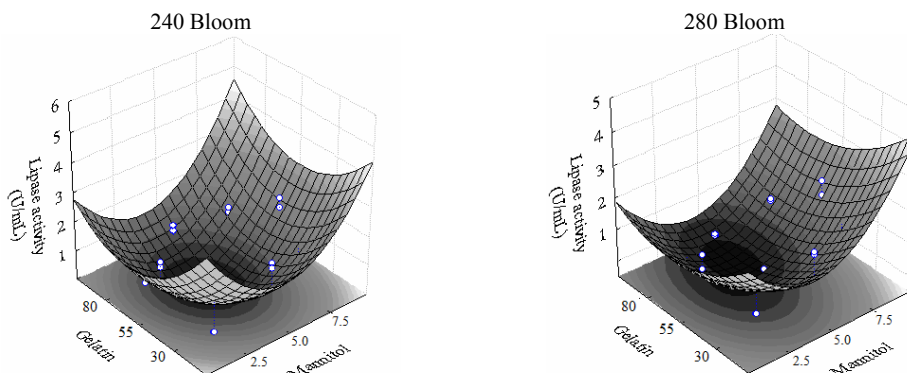 240 Bloom
280 Bloom
6
5
4
3
2
1
Lipase activity
(U/mL)
80
55
30
Gelatin
2.5
5.0
7.5
Mannitol
5
4
3
2
1
Lipase activity
(U/mL)
80
55
30
Gelatin
2.5
5.0
7.5
Mannitol